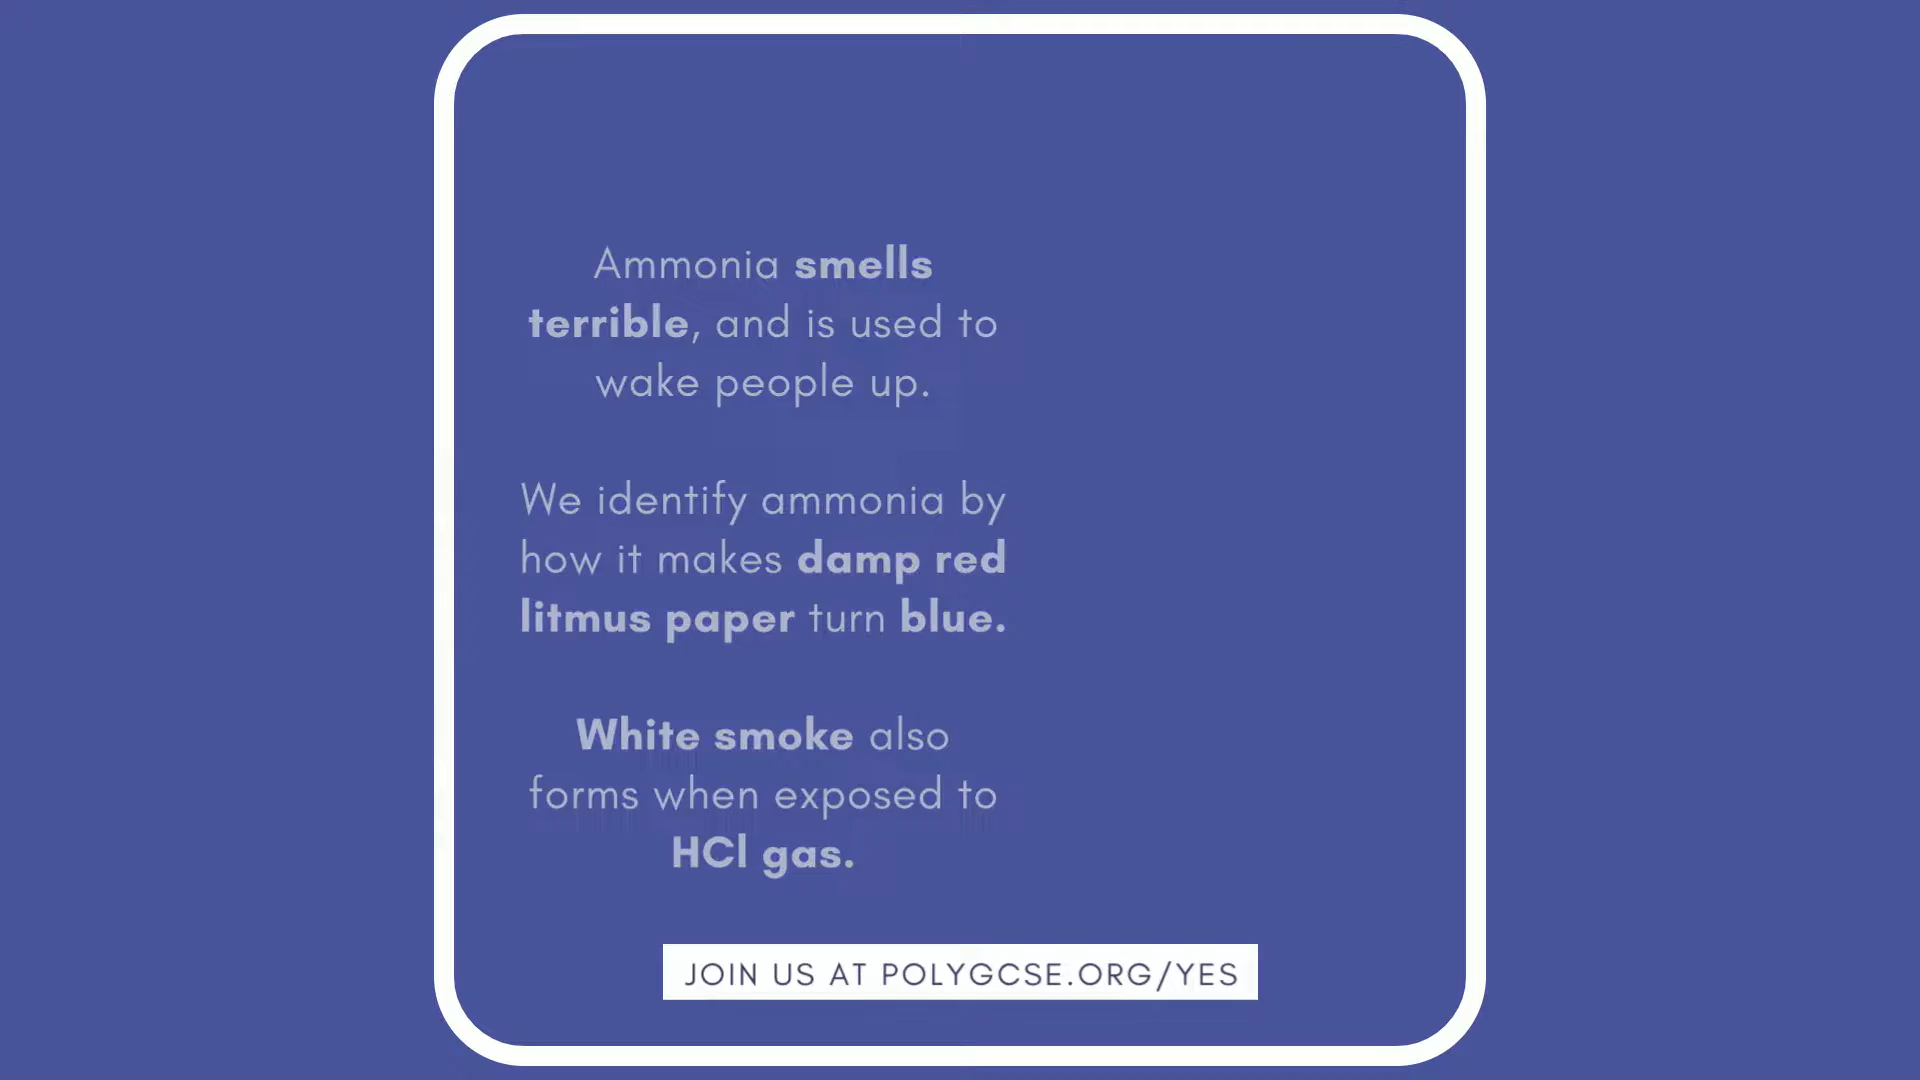 Ammonia smells
terrible, and is used to
wake people up.
We identify ammonia by
how it makes damp red
litmus paper turn blue.
White smoke also
forms when exposed to
HCl gas.
JOIN US AT POLYGCSE.ORG/YES